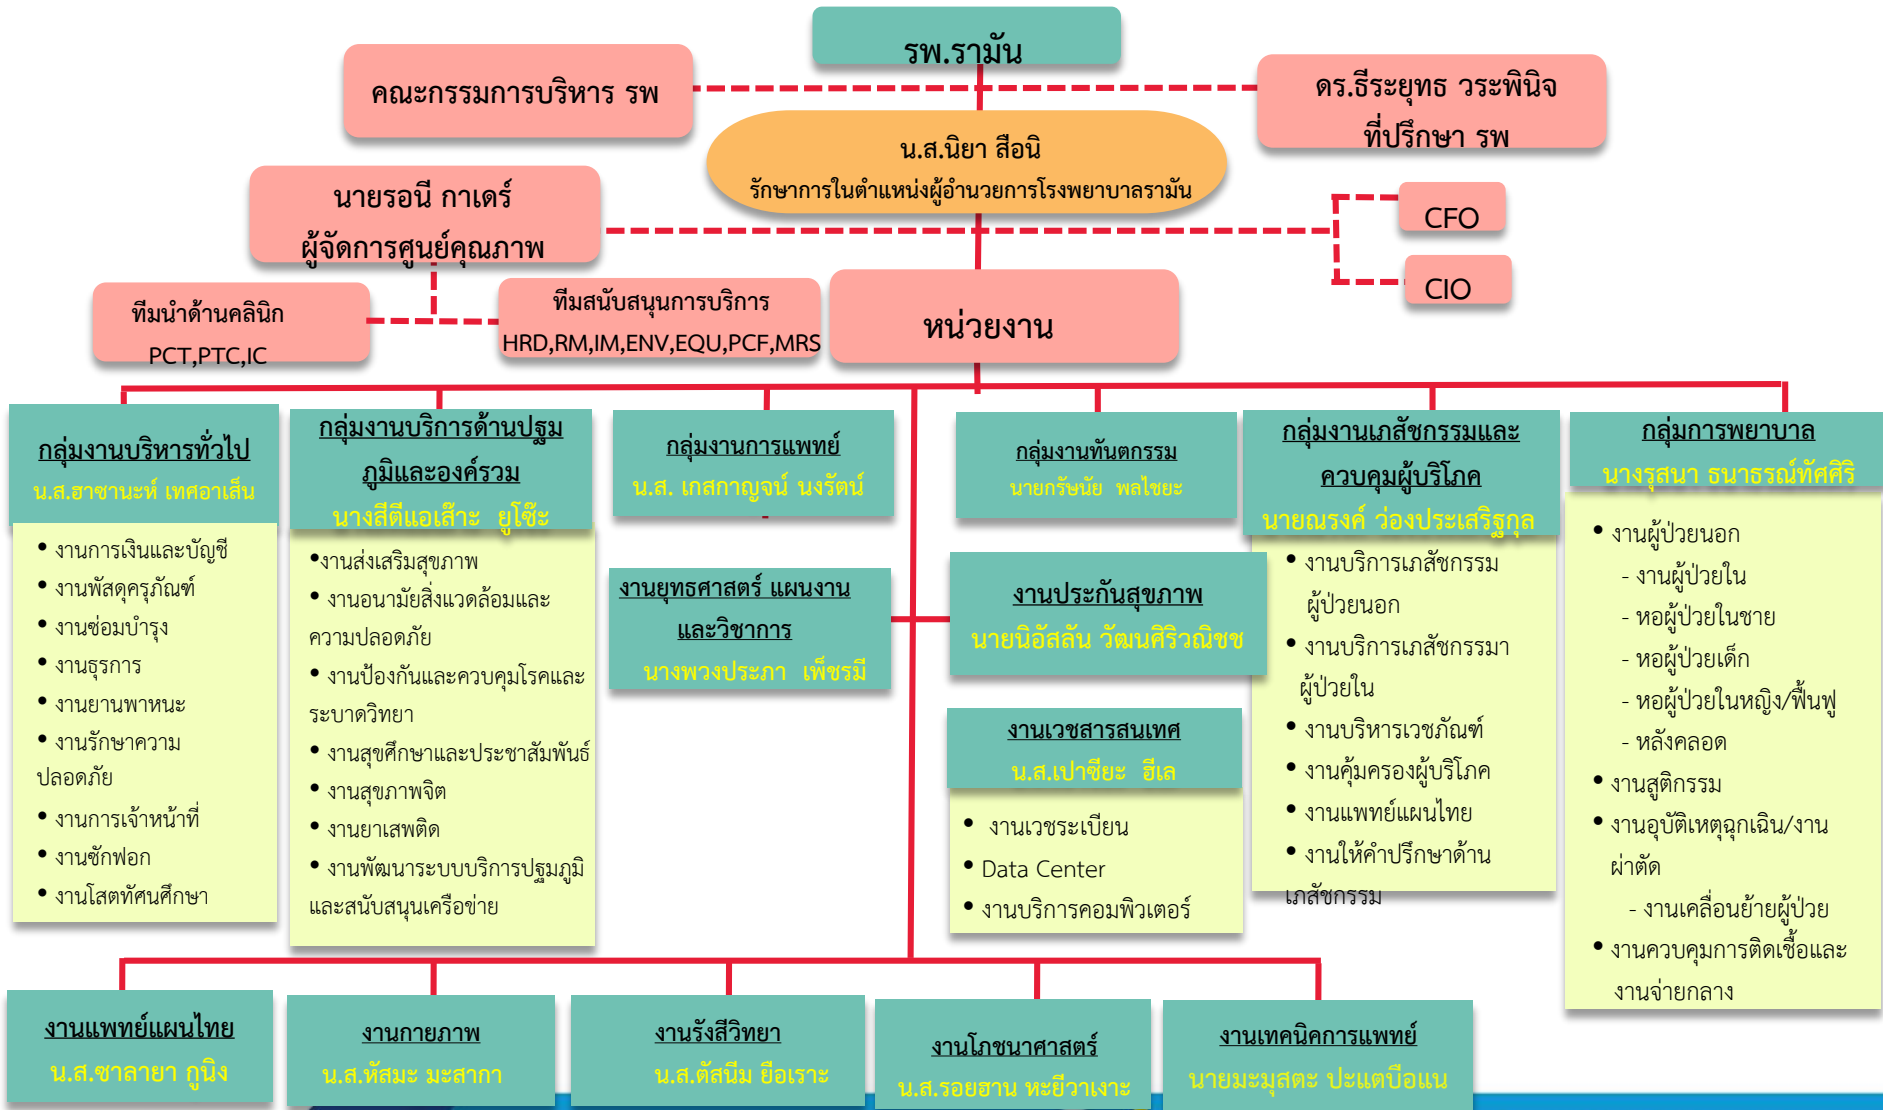 รพ.รามัน
คณะกรรมการบริหาร รพ
ดร.ธีระยุทธ วระพินิจ
ที่ปรึกษา รพ
น.ส.นิยา สือนิ
รักษาการในตำแหน่งผู้อำนวยการโรงพยาบาลรามัน
นายรอนี กาเดร์
ผู้จัดการศูนย์คุณภาพ
CFO
CIO
ทีมนำด้านคลินิก
PCT,PTC,IC
ทีมสนับสนุนการบริการ
HRD,RM,IM,ENV,EQU,PCF,MRS
หน่วยงาน
กลุ่มงานบริหารทั่วไป
น.ส.ฮาซานะห์ เทศอาเส็น
• งานการเงินและบัญชี
• งานพัสดุครุภัณฑ์
• งานซ่อมบำรุง
• งานธุรการ
• งานยานพาหนะ
• งานรักษาความ
ปลอดภัย
• งานการเจ้าหน้าที่
• งานซักฟอก
• งานโสตทัศนศึกษา
กลุ่มงานบริการด้านปฐม
ภูมิและองค์รวม
นางสีตีแอเส๊าะ ยูโซ๊ะ
•งานส่งเสริมสุขภาพ
• งานอนามัยสิ่งแวดล้อมและ
ความปลอดภัย
• งานป้องกันและควบคุมโรคและ
ระบาดวิทยา
• งานสุขศึกษาและประชาสัมพันธ์
• งานสุขภาพจิต
• งานยาเสพติด
• งานพัฒนาระบบบริการปฐมภูมิ
และสนับสนุนเครือข่าย
กลุ่มงานการแพทย์
น.ส. เกสกาญจน์ นงรัตน์
งานยุทธศาสตร์ แผนงาน
และวิชาการ
นางพวงประภา เพ็ชรมี
กลุ่มงานทันตกรรม
นายกรัษนัย พลไชยะ
งานประกันสุขภาพ
นายนิอัสลัน วัฒนศิริวณิชช
งานเวชสารสนเทศ
น.ส.เปาซียะ ฮีเล
• งานเวชระเบียน
• Data Center
• งานบริการคอมพิวเตอร์
กลุ่มงานเภสัชกรรมและ
ควบคุมผู้บริโภค
นายณรงค์ ว่องประเสริฐกุล
• งานบริการเภสัชกรรม
ผู้ป่วยนอก
• งานบริการเภสัชกรรมา
ผู้ป่วยใน
• งานบริหารเวชภัณฑ์
• งานคุ้มครองผู้บริโภค
• งานแพทย์แผนไทย
• งานให้คำปรึกษาด้าน
เภสัชกรรม
กลุ่มการพยาบาล
นางรุสนา ธนาธรณ์ทัศศิริ
• งานผู้ป่วยนอก
- งานผู้ป่วยใน
- หอผู้ป่วยในชาย
- หอผู้ป่วยเด็ก
- หอผู้ป่วยในหญิง/ฟื้นฟู
- หลังคลอด
• งานสูติกรรม
• งานอุบัติเหตุฉุกเฉิน/งาน
ผ่าตัด
- งานเคลื่อนย้ายผู้ป่วย
• งานควบคุมการติดเชื้อและ
งานจ่ายกลาง
งานแพทย์แผนไทย
น.ส.ซาลายา กูนิง
งานกายภาพ
น.ส.หัสมะ มะสากา
งานรังสีวิทยา
น.ส.ตัสนีม ยือเราะ
งานโภชนาศาสตร์
น.ส.รอยฮาน หะยีวาเงาะ
งานเทคนิคการแพทย์
นายมะมุสตะ ปะแตบือแน